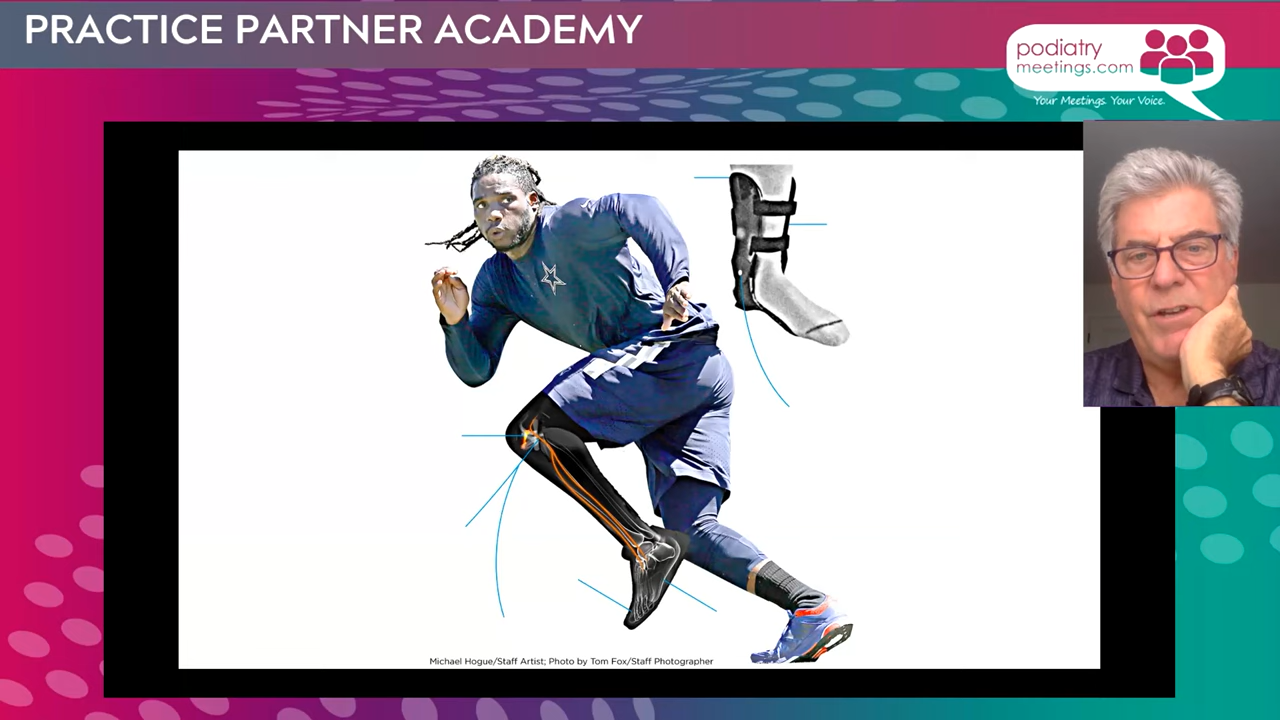 PRACTICE PARTNER ACADEMY
podiatry
meetings.com
Your Meetings. Your Voice.
Michael Hogue/Staff Artist; Photo by Tom Fox/Staff Photographer